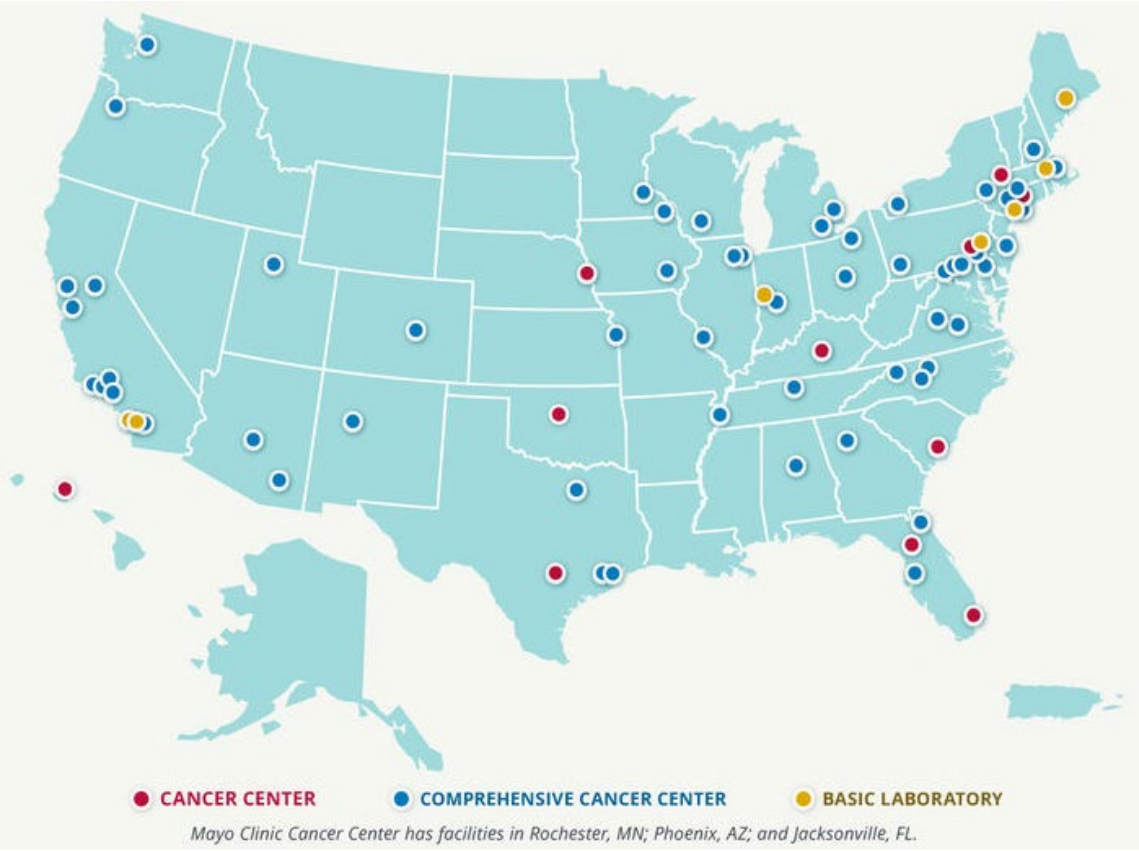 CANCER CENTER COMPREHENSIVE CANCER CENTER BASIC LABORATORY
Mayo Clinic Cancer Center has facilities in Rochester, MN; Phoenix, AZ; and Jacksonville, FL.